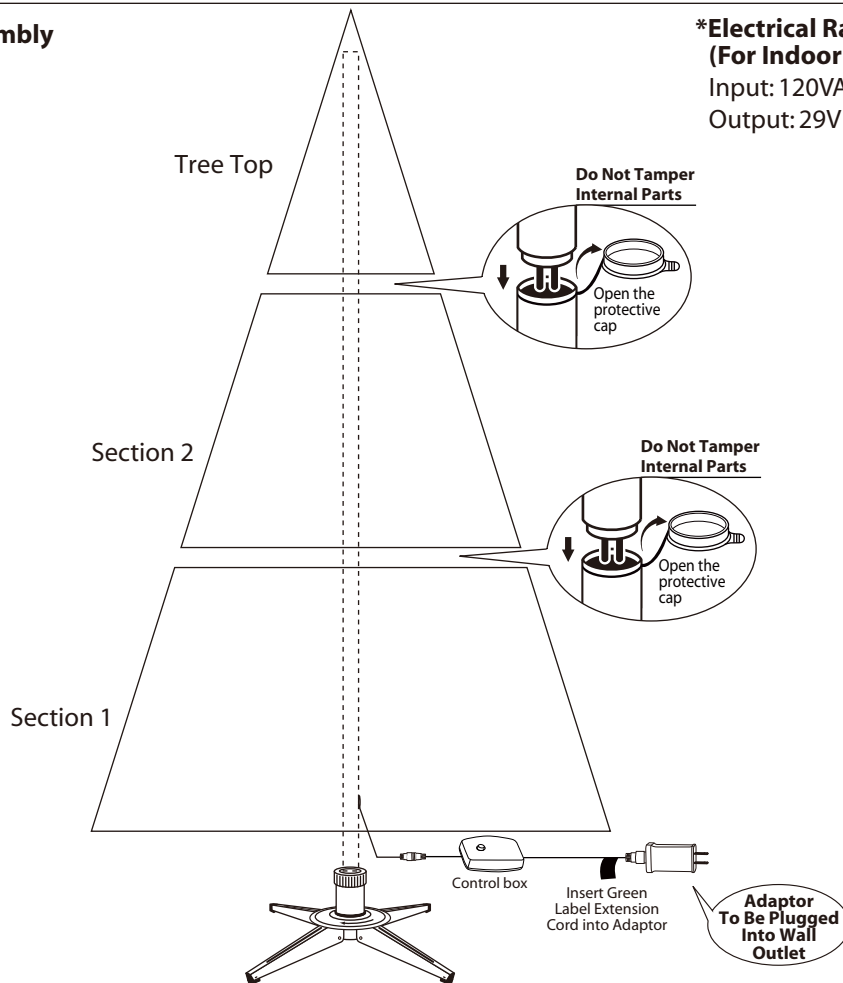 mbly
*Electrical Ra
(For Indoor
Input: 120VA
Output: 29V
Tree Top
Do Not Tamper
Internal Parts
Open the
protective
cap
Section 2
Do Not Tamper
Internal Parts
Open the
protective
cap
Section 1
Control box
Insert Green
Label Extension
Cord into Adaptor
Adaptor
To Be Plugged
Into Wall
Outlet